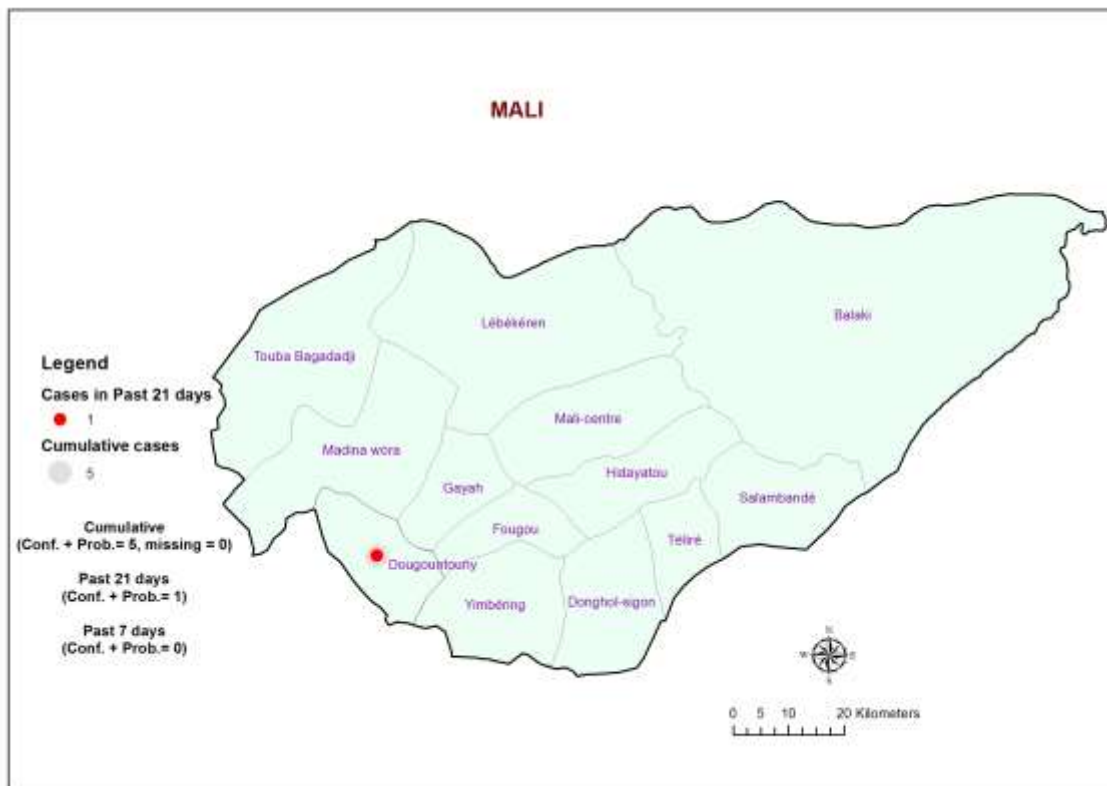 MALI
Lébékéren
Balaki
Touba Bagadadji
Legend
Cases in Past 21 days
1
Cumulative cases
5
Mali-centre
Madina wora
Hidayatou
Gayah
Salambandé
Fougou
Téliré
Dougountouny
Yimbéring
Donghol-sigon
Cumulative
(Conf. + Prob.= 5, missing = 0)
Past 21 days
(Conf. + Prob.= 1)
Past 7 days
(Conf. + Prob.= 0)
N
W E
S
0 5 10 20 Kilometers